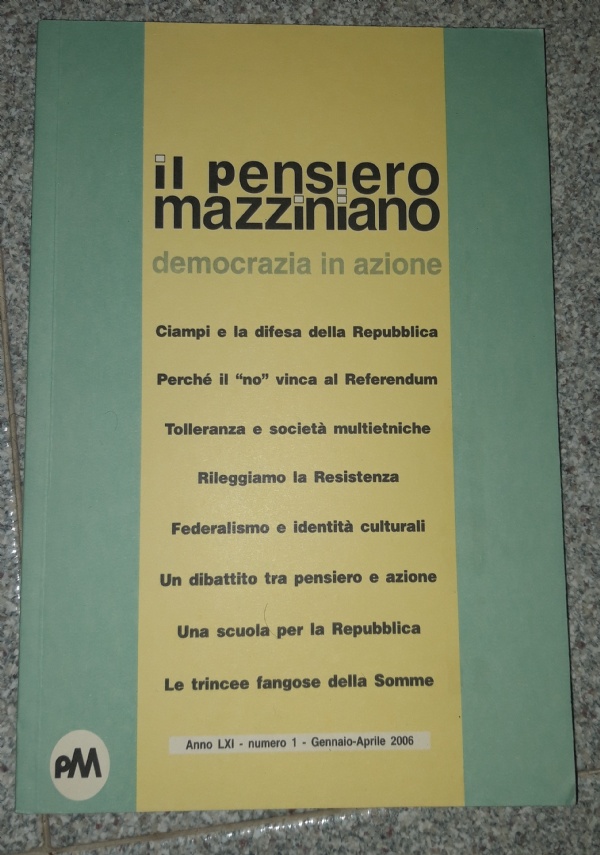 il pensiero
mazziniano
democrazia in azione
Ciampi e la difesa della Repubblica
Perché il “no” vinca al Referendum
Tolleranza e società multietniche
Rileggiamo la Resistenza
Federalismo e identità culturali
Un dibattito tra pensiero e azione
Una scuola per la Repubblica
Le trincee fangose della Somme
Anno LXI - numero 1 - Gennaio-Aprile 2006
PM